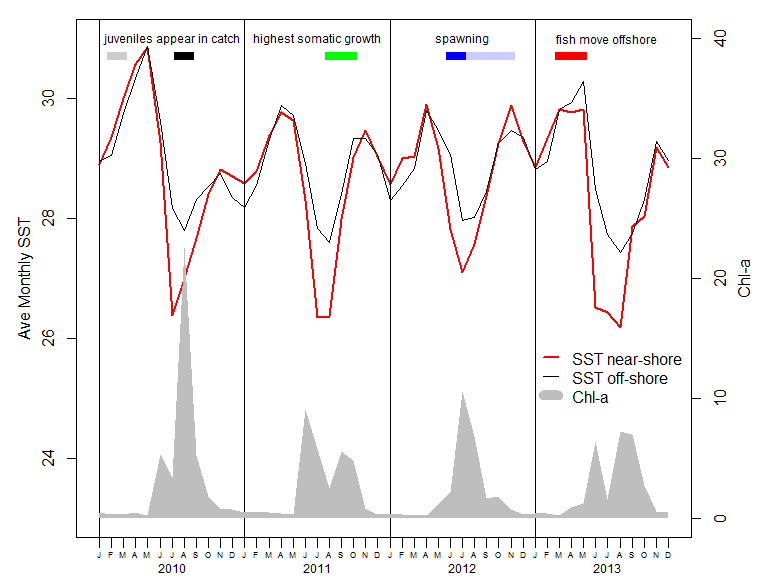 juveniles appear in catch highest somatic growth spawning fish move offshore
40
30
30
28
20
26
10
24
0
Ave Monthly SST
Chl-a
SST near-shore
SST off-shore
Chl-a
J F M A M J J A S O N D J F M A M J J A S O N D J F M A M J J A S O N D J F M A M J J A S O N D
2010 2011 2012 2013